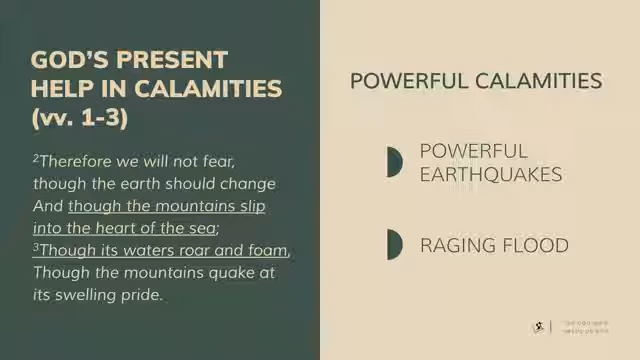 GOD'S PRESENT
HELP IN CALAMITIES
(vv. 1-3)
²Therefore we will not fear,
though the earth should change
And though the mountains slip
into the heart of the sea;
³Though its waters roar and foam,
Though the mountains quake at
its swelling pride.
POWERFUL CALAMITIES
POWERFUL
EARTHQUAKES
RAGING FLOOD